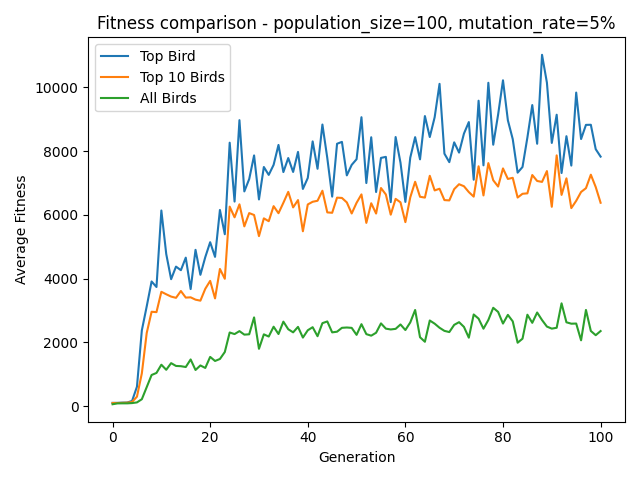 Fitness comparison - population_size=100, mutation_rate=5%
Top Bird
Top 10 Birds
All Birds
Average Fitness
10000
8000
6000
4000
2000
0
0 20 40 60 80 100
Generation